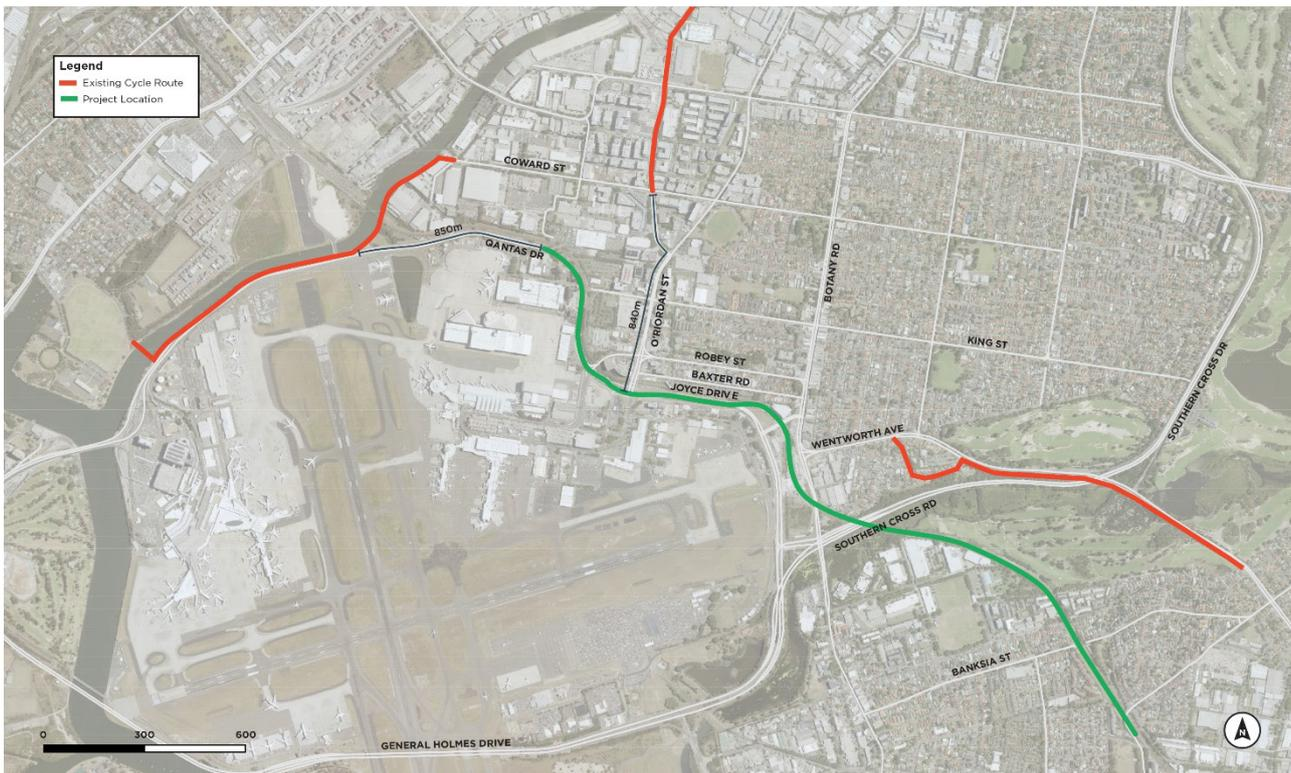 Legend
Existing Cycle Route
Project Location
COWARD ST
850m
QANTAS DR
BOTANY RD
840m
O'RIORDAN ST
KING ST
ROBEY ST
BAXTER RD
JOYCE DRIVE
SOUTHERN CROSS DR
WENTWORTH AVE
SOUTHERN CROSS RD
BANKSIA ST
GENERAL HOLMES DRIVE
0 300 600
N